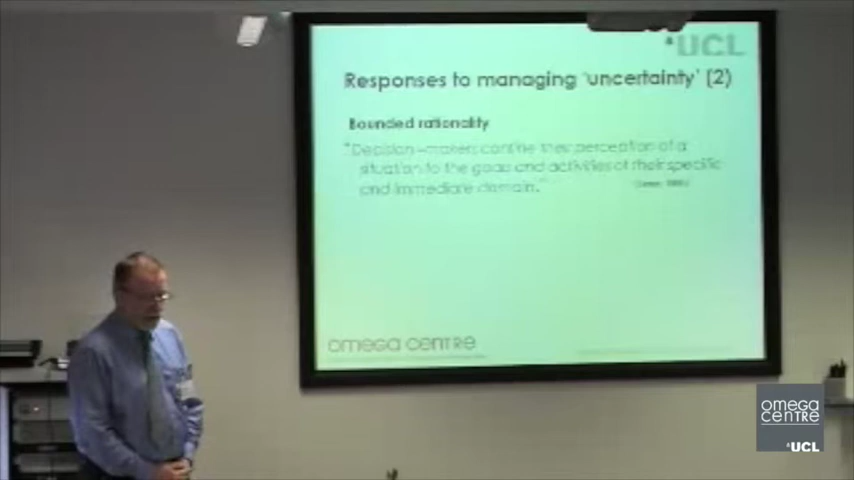 UCL
Responses to managing 'uncertainty' (2)
Bounded rationality
"Decision-makers confine their perception of a
situation to the goals and activities of their specific
and immediate domain."
omega centre
omega
centre
UCL